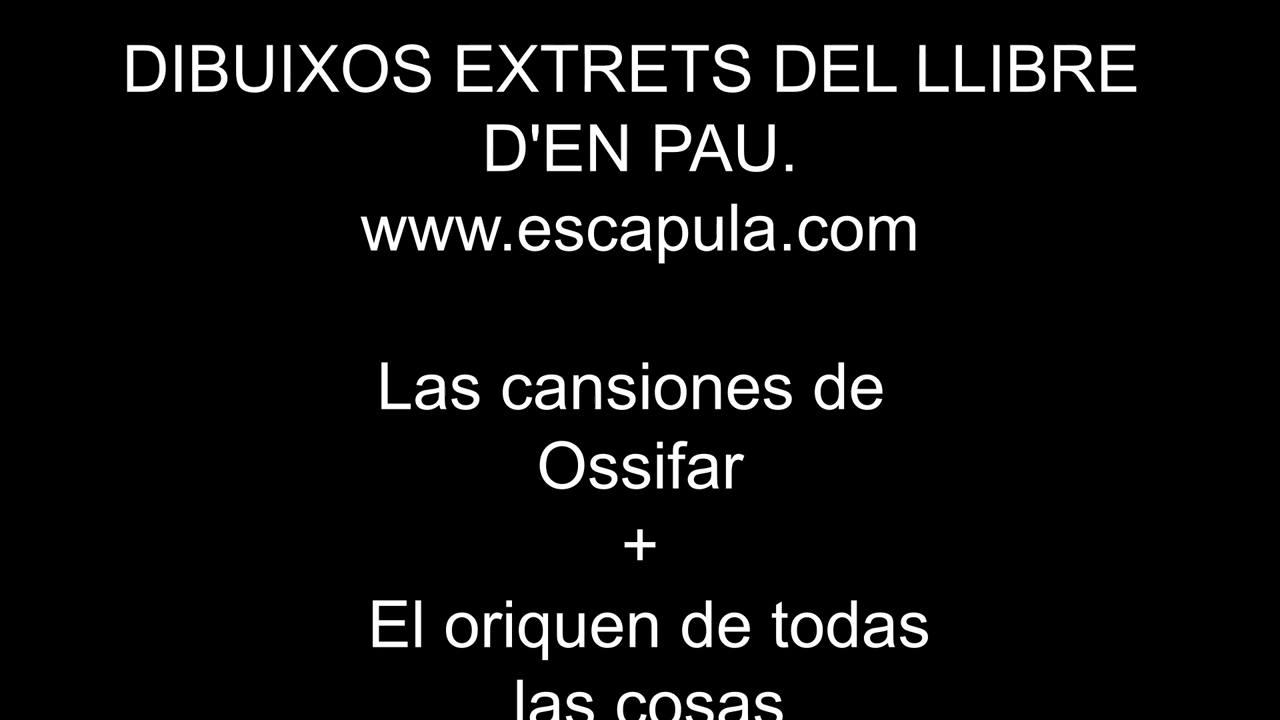 DIBUIXOS EXTRETS DEL LLIBRE
D'EN PAU.
www.escapula.com
Las cansiones de
Ossifar
+
El oriquen de todas
las cosas